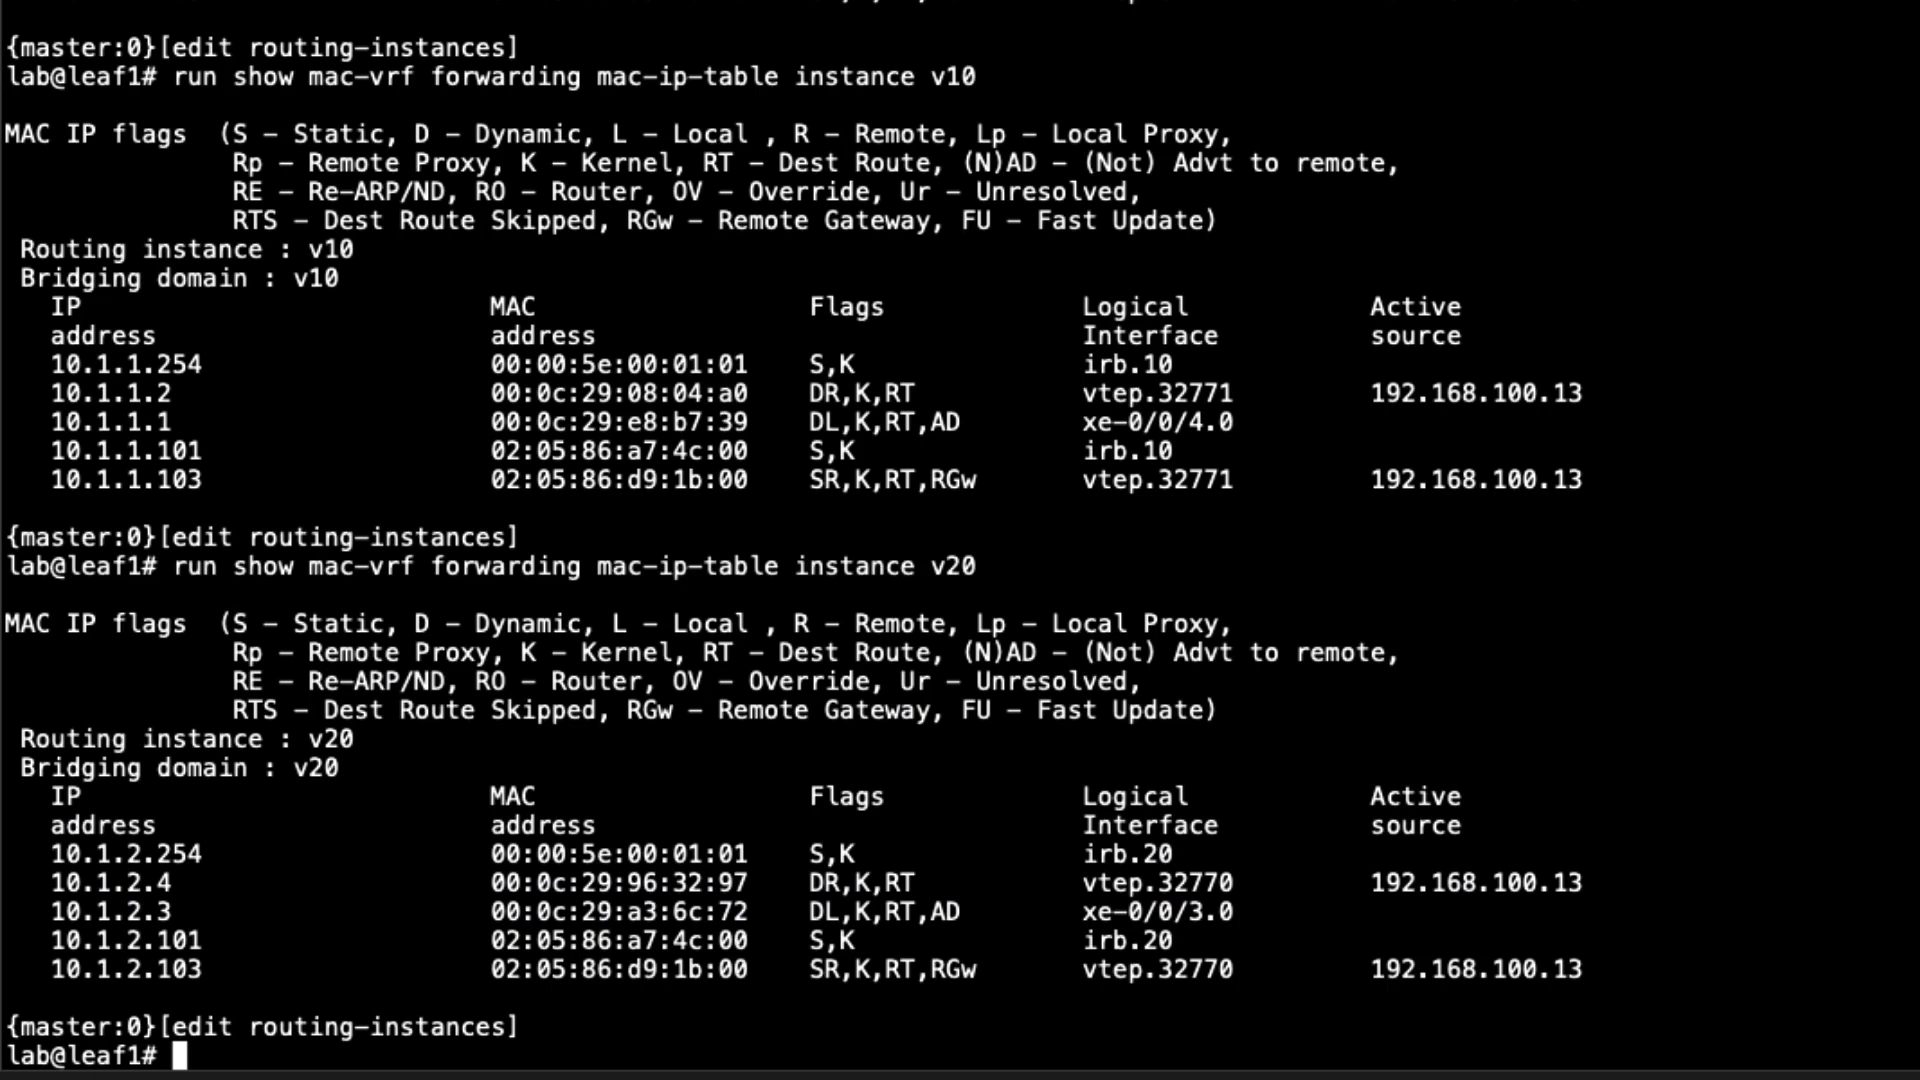 {master:0}[edit routing-instances]
lab@leaf1# run show mac-vrf forwarding mac-ip-table instance v10
MAC IP flags  (S - Static, D - Dynamic, L - Local , R - Remote, Lp - Local Proxy,
               Rp - Remote Proxy, K - Kernel, RT - Dest Route, (N)AD - (Not) Advt to remote,
               RE - Re-ARP/ND, RO - Router, OV - Override, Ur - Unresolved,
               RTS - Dest Route Skipped, RGw - Remote Gateway, FU - Fast Update)
 Routing instance : v10
 Bridging domain : v10
   IP                           MAC                  Flags             Logical            Active
   address                      address                                Interface          source
   10.1.1.254                   00:00:5e:00:01:01    S,K               irb.10
   10.1.1.2                     00:0c:29:08:04:a0    DR,K,RT           vtep.32771         192.168.100.13
   10.1.1.1                     00:0c:29:e8:b7:39    DL,K,RT,AD        xe-0/0/4.0
   10.1.1.101                   02:05:86:a7:4c:00    S,K               irb.10
   10.1.1.103                   02:05:86:d9:1b:00    SR,K,RT,RGw       vtep.32771         192.168.100.13
{master:0}[edit routing-instances]
lab@leaf1# run show mac-vrf forwarding mac-ip-table instance v20
MAC IP flags  (S - Static, D - Dynamic, L - Local , R - Remote, Lp - Local Proxy,
               Rp - Remote Proxy, K - Kernel, RT - Dest Route, (N)AD - (Not) Advt to remote,
               RE - Re-ARP/ND, RO - Router, OV - Override, Ur - Unresolved,
               RTS - Dest Route Skipped, RGw - Remote Gateway, FU - Fast Update)
 Routing instance : v20
 Bridging domain : v20
   IP                           MAC                  Flags             Logical            Active
   address                      address                                Interface          source
   10.1.2.254                   00:00:5e:00:01:01    S,K               irb.20
   10.1.2.4                     00:0c:29:96:32:97    DR,K,RT           vtep.32770         192.168.100.13
   10.1.2.3                     00:0c:29:a3:6c:72    DL,K,RT,AD        xe-0/0/3.0
   10.1.2.101                   02:05:86:a7:4c:00    S,K               irb.20
   10.1.2.103                   02:05:86:d9:1b:00    SR,K,RT,RGw       vtep.32770         192.168.100.13
{master:0}[edit routing-instances]
lab@leaf1#